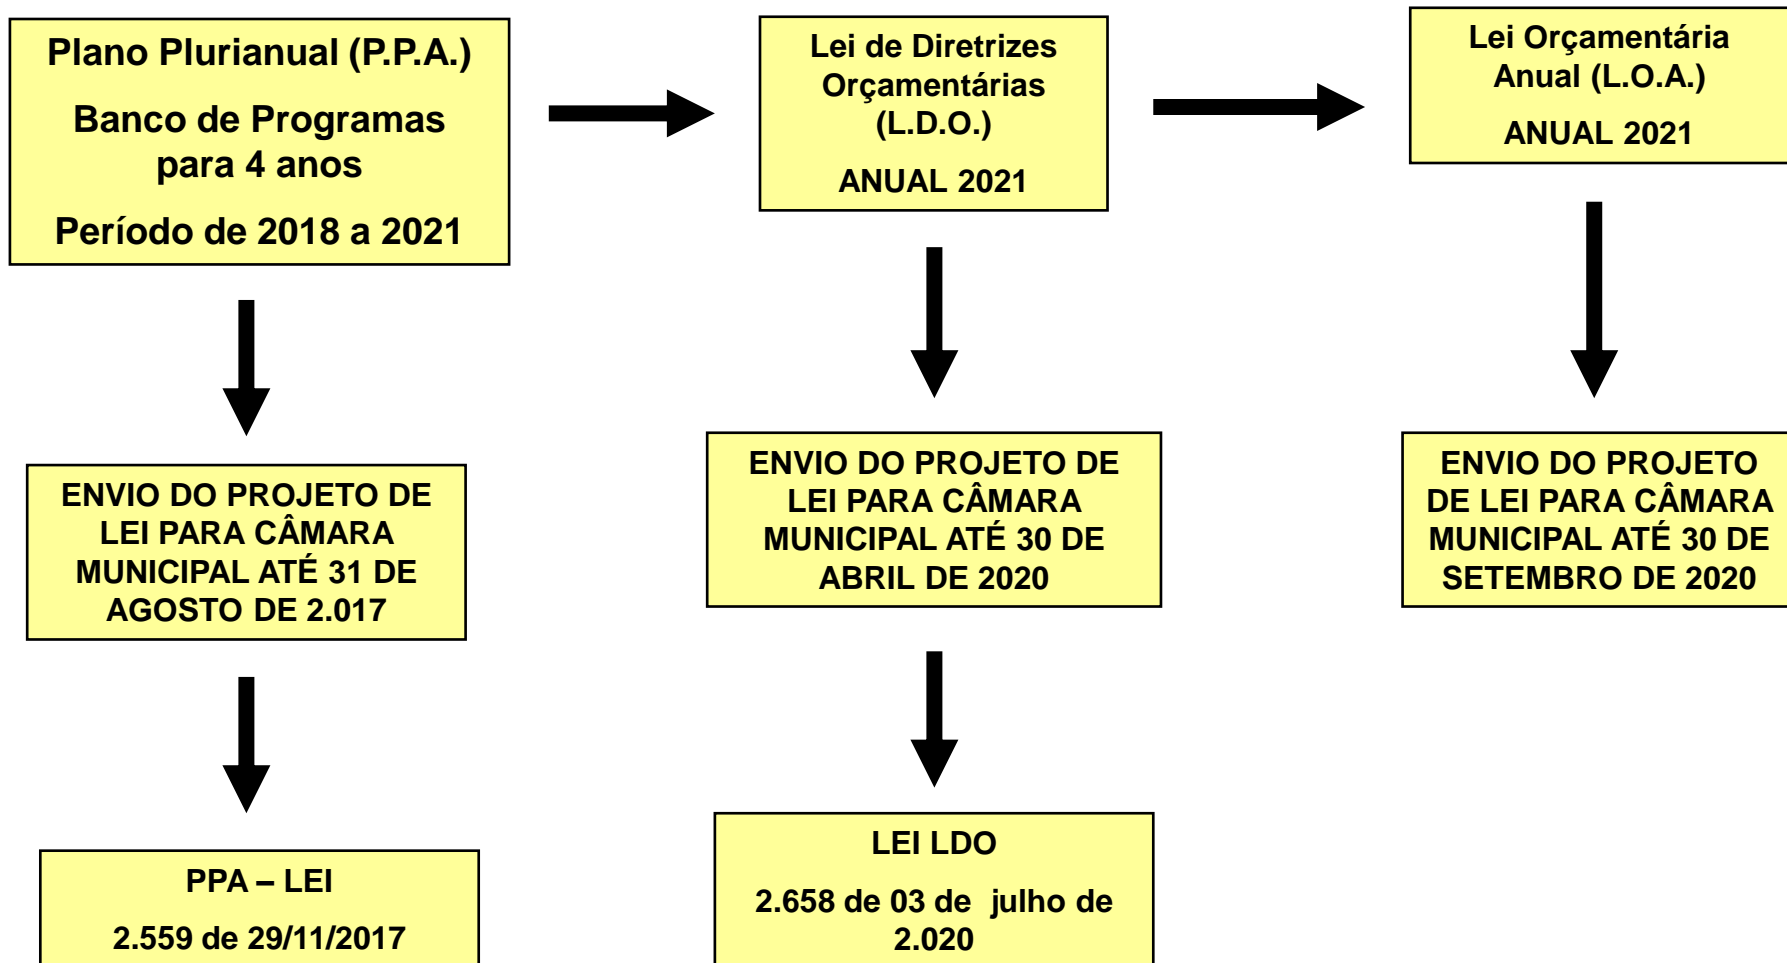 Plano Plurianual (P.P.A.)
Banco de Programas
para 4 anos
Período de 2018 a 2021
Lei de Diretrizes
Orçamentárias
(L.D.O.)
ANUAL 2021
Lei Orçamentária
Anual (L.O.A.)
ANUAL 2021
ENVIO DO PROJETO DE
LEI PARA CÂMARA
MUNICIPAL ATÉ 31 DE
AGOSTO DE 2.017
ENVIO DO PROJETO DE
LEI PARA CÂMARA
MUNICIPAL ATÉ 30 DE
ABRIL DE 2020
ENVIO DO PROJETO
DE LEI PARA CÂMARA
MUNICIPAL ATÉ 30 DE
SETEMBRO DE 2020
PPA – LEI
2.559 de 29/11/2017
LEI LDO
2.658 de 03 de julho de
2.020